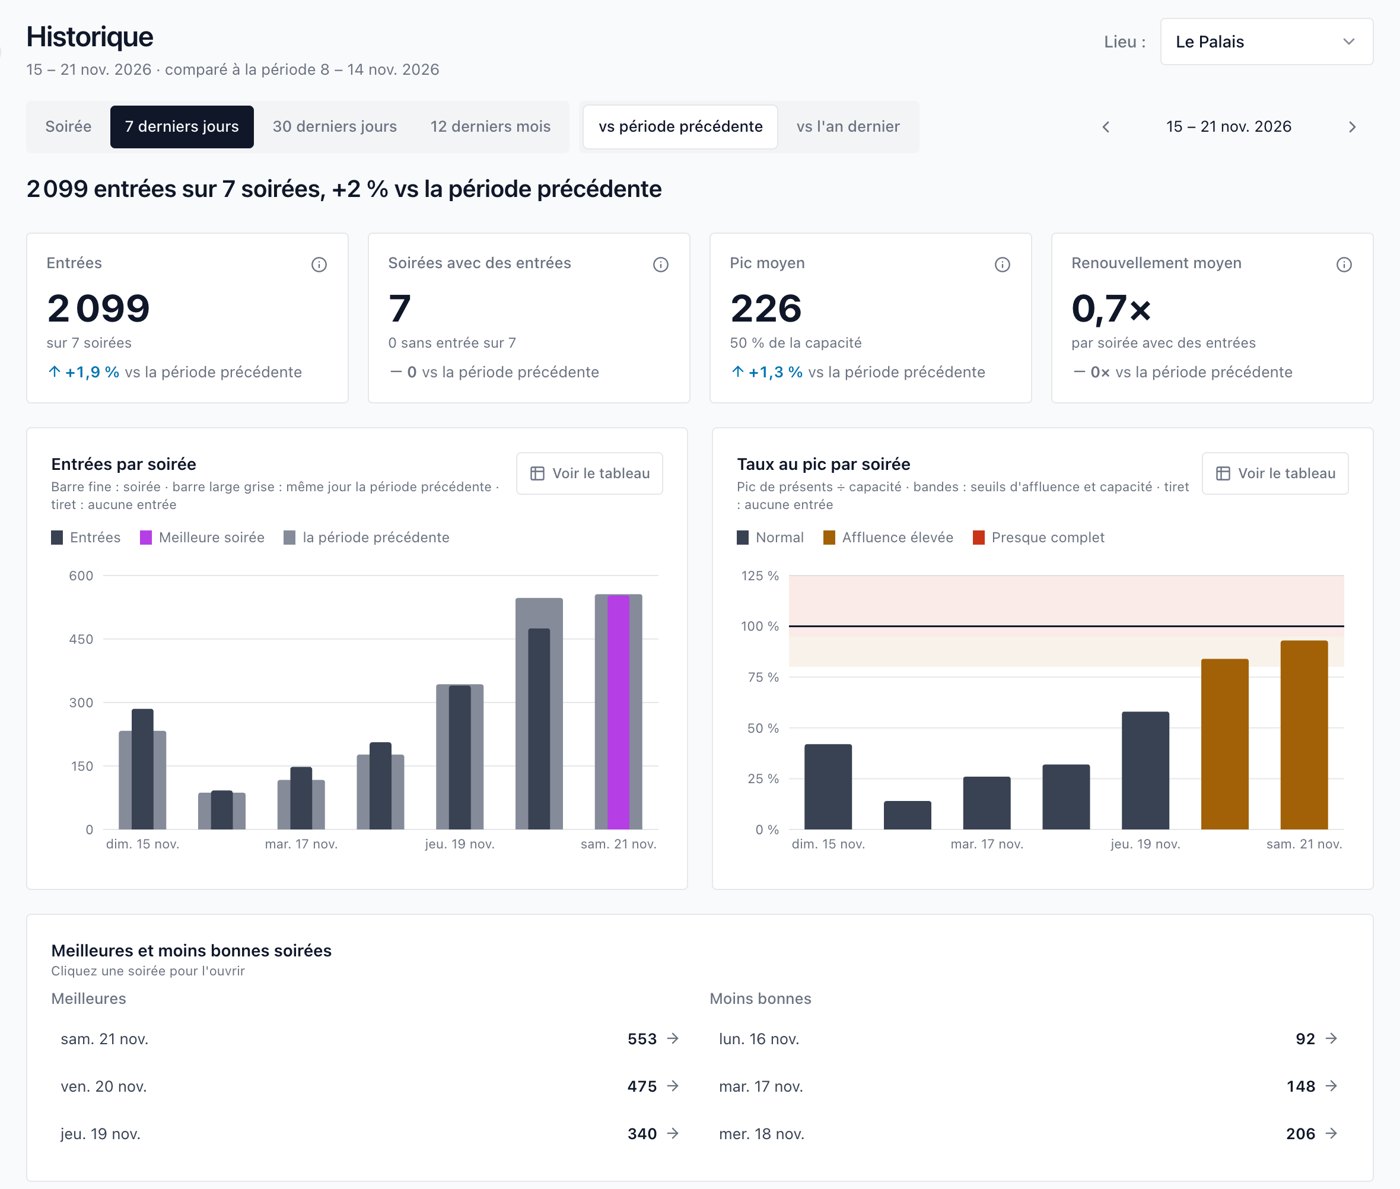 Historique
Lieu :
Le Palais
15 – 21 nov. 2026 · comparé à la période 8 – 14 nov. 2026
Soirée
7 derniers jours
30 derniers jours
12 derniers mois
vs période précédente
vs l'an dernier
15 – 21 nov. 2026
2 099 entrées sur 7 soirées, +2 % vs la période précédente
Entrées
2 099
sur 7 soirées
↑ +1,9 % vs la période précédente
Soirées avec des entrées
7
0 sans entrée sur 7
— 0 vs la période précédente
Pic moyen
226
50 % de la capacité
↑ +1,3 % vs la période précédente
Renouvellement moyen
0,7×
par soirée avec des entrées
— 0× vs la période précédente
Entrées par soirée
Barre fine : soirée · barre large grise : même jour la période précédente ·
tiret : aucune entrée
Voir le tableau
Entrées
Meilleure soirée
la période précédente
600
450
300
150
0
dim. 15 nov.
mar. 17 nov.
jeu. 19 nov.
sam. 21 nov.
Taux au pic par soirée
Pic de présents ÷ capacité · bandes : seuils d'affluence et capacité · tiret
: aucune entrée
Voir le tableau
Normal
Affluence élevée
Presque complet
125 %
100 %
75 %
50 %
25 %
0 %
dim. 15 nov.
mar. 17 nov.
jeu. 19 nov.
sam. 21 nov.
Meilleures et moins bonnes soirées
Cliquez une soirée pour l'ouvrir
Meilleures
sam. 21 nov. 553 →
ven. 20 nov. 475 →
jeu. 19 nov. 340 →
Moins bonnes
lun. 16 nov. 92 →
mar. 17 nov. 148 →
mer. 18 nov. 206 →